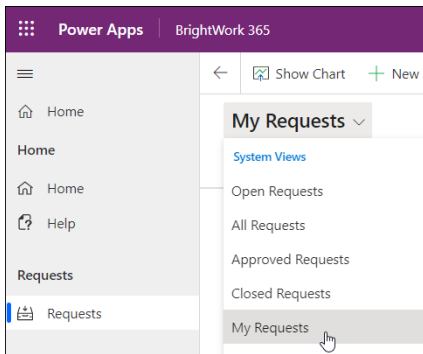 Power Apps BrightWork 365
Show Chart New
Home
My Requests
Home
System Views
Home
Open Requests
Help
All Requests
Approved Requests
Requests
Closed Requests
Requests
My Requests